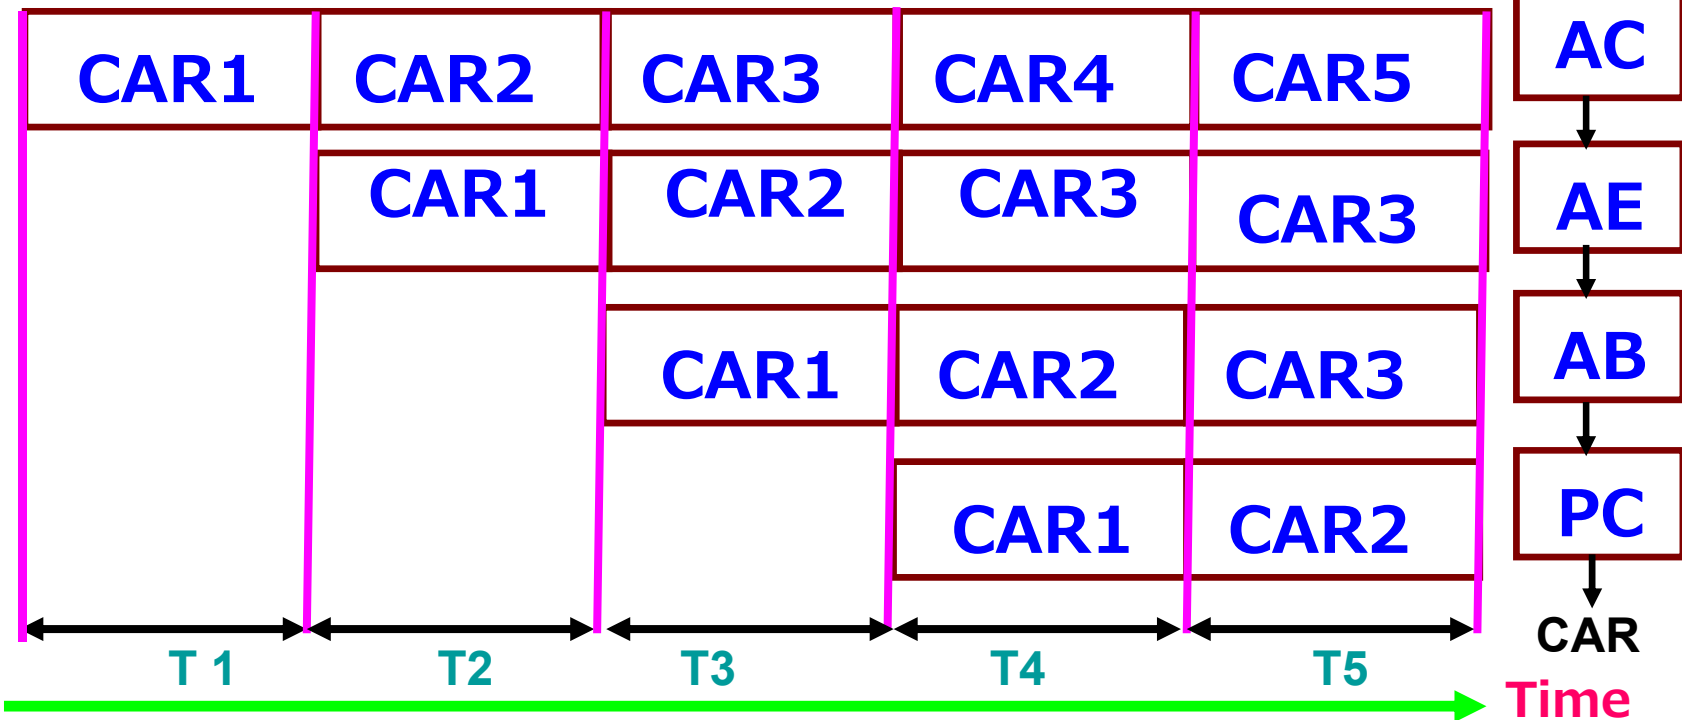 CAR1 CAR2 CAR3 CAR4 CAR5 AC
CAR1 CAR2 CAR3 CAR3 AE
CAR1 CAR2 CAR3 AB
CAR1 CAR2 PC
CAR
T 1 T2 T3 T4 T5
Time